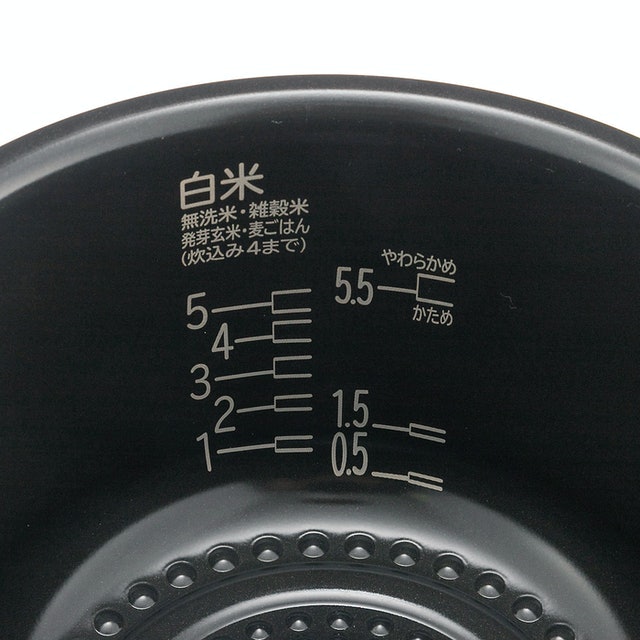 白米
無洗米・雑穀米
発芽玄米・麦ごはん
(炊込み4まで)
5
4
3
2
1
やわらかめ
5.5
かため
1.5
0.5